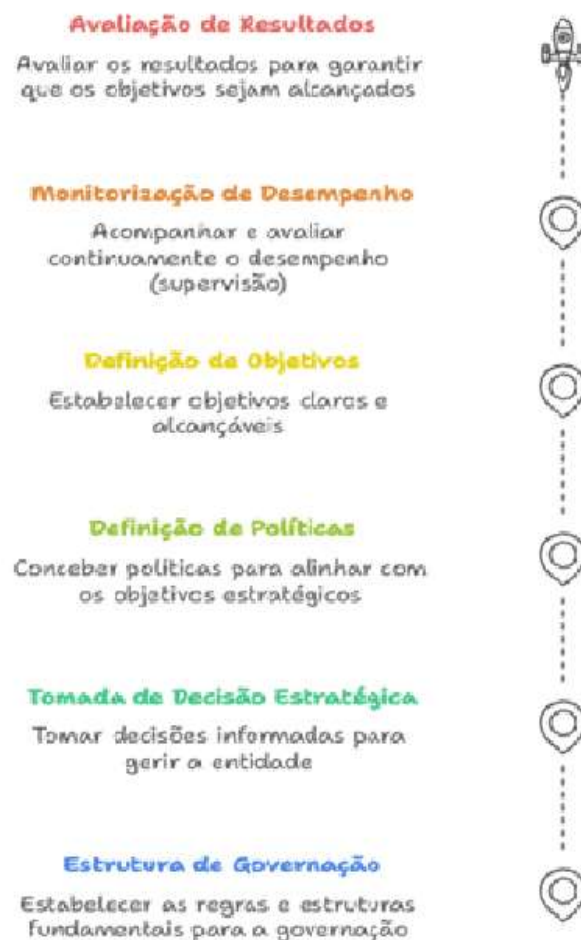 Avaliação de Resultados
Avaliar os resultados para garantir
que os objetivos sejam alcançados
Monitorização de Desempenho
Acompanhar e avaliar
continuamente o desempenho
(supervisão)
Definição de Objetivos
Estabelecer objetivos claros e
alcançáveis
Definição de Políticas
Conceber políticas para alinhar com
os objetivos estratégicos
Tomada de Decisão Estratégica
Tomar decisões informadas para
gerir a entidade
Estrutura de Governação
Estabelecer as regras e estruturas
fundamentais para a governação